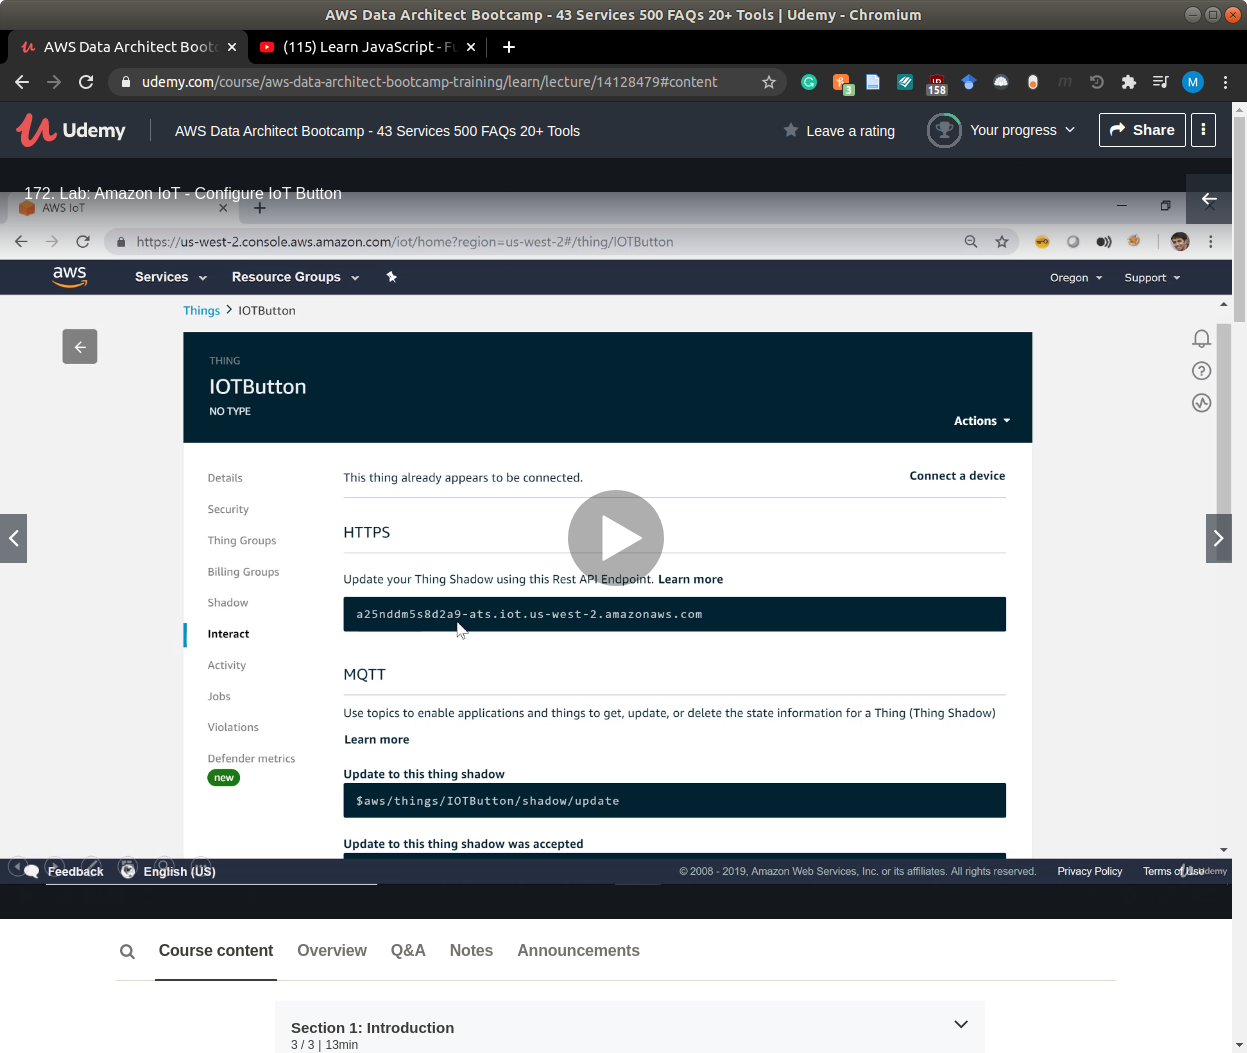 AWS Data Architect Bootcamp - 43 Services 500 FAQs 20+ Tools | Udemy - Chromium
AWS Data Architect Bootc
(115) Learn JavaScript - Fu
udemy.com/course/aws-data-architect-bootcamp-training/learn/lecture/14128479#content
3
158
M
Udemy
AWS Data Architect Bootcamp - 43 Services 500 FAQs 20+ Tools
Leave a rating
Your progress
Share
172. Lab: Amazon IoT - Configure IoT Button
AWS IoT
https://us-west-2.console.aws.amazon.com/iot/home?region=us-west-2#/thing/IOTButton
aws
Services
Resource Groups
Oregon
Support
Things > IOTButton
THING
IOTButton
NO TYPE
Actions
Details
Security
Thing Groups
Billing Groups
Shadow
Interact
Activity
Jobs
Violations
Defender metrics
new
This thing already appears to be connected.
Connect a device
HTTPS
Update your Thing Shadow using this Rest API Endpoint. Learn more
a25nddm5s8d2a9-ats.iot.us-west-2.amazonaws.com
MQTT
Use topics to enable applications and things to get, update, or delete the state information for a Thing (Thing Shadow)
Learn more
Update to this thing shadow
$aws/things/IOTButton/shadow/update
Update to this thing shadow was accepted
Feedback
English (US)
© 2008 - 2019, Amazon Web Services, Inc. or its affiliates. All rights reserved.
Privacy Policy
Terms of Use
Udemy
Course content
Overview
Q&A
Notes
Announcements
Section 1: Introduction
3 / 3 | 13min